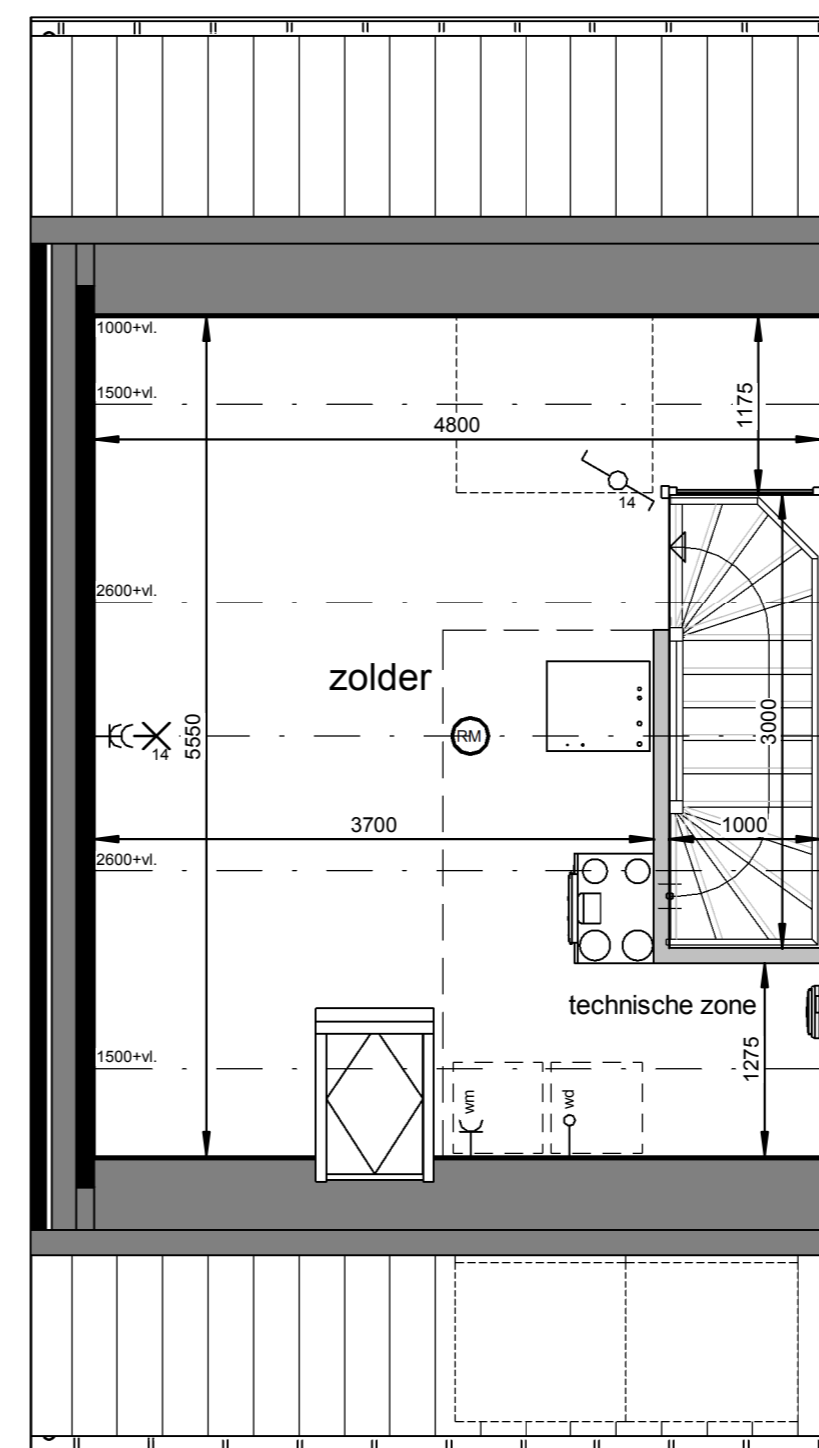 1000+vl.
1500+vl.
4800
1175
14
2600+vl.
zolder
RM
14
5550
3000
3700
1000
2600+vl.
technische zone
1500+vl.
1275
wm
wd